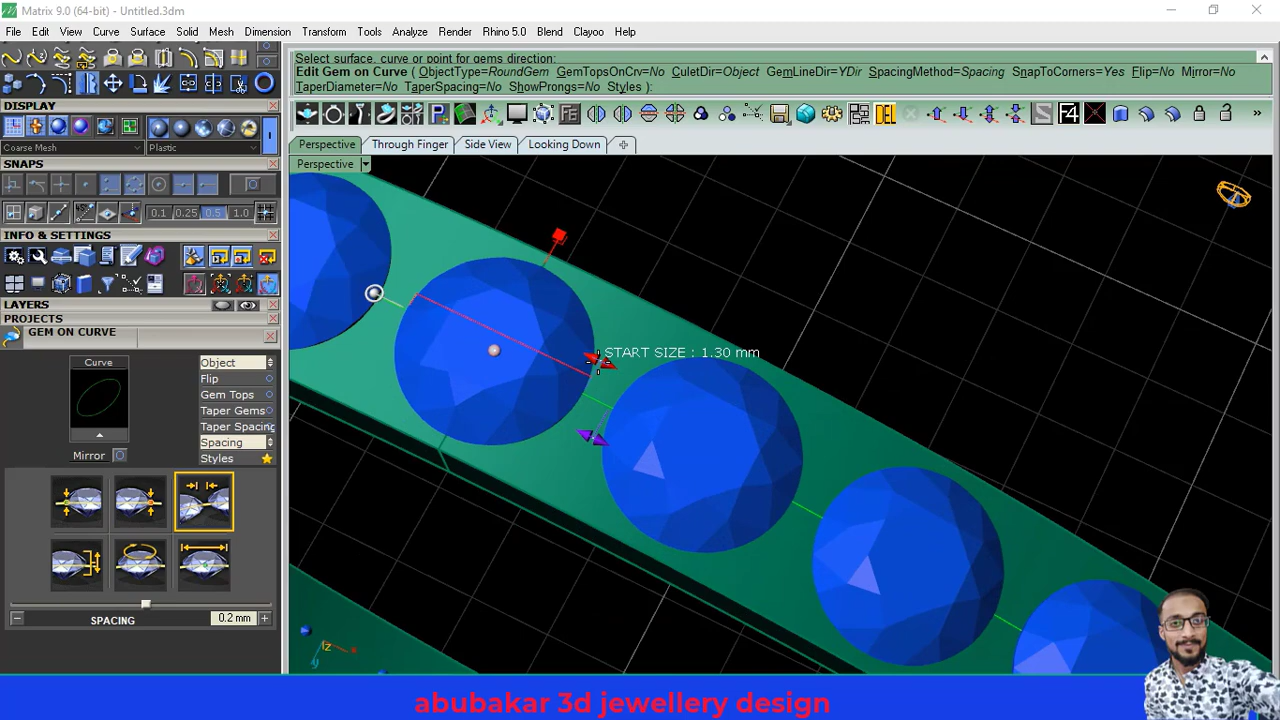 Matrix 9.0 (64-bit) - Untitled.3dm
File Edit View Curve Surface Solid Mesh Dimension Transform Tools Analyze Render Rhino 5.0 Blend Clayoo Help
Select surface, curve or point for gems direction:
Edit Gem on Curve ( ObjectType=RoundGem GemTopsOnCrv=No CuletDir=Object GemLineDir=YDir SpacingMethod=Spacing SnapToCorners=Yes Flip=No Mirror=No
TaperDiameter=No TaperSpacing=No ShowProngs=No Styles ):
DISPLAY
Coarse Mesh Plastic
SNAPS
0.1 0.25 0.5 1.0
INFO & SETTINGS
LAYERS
PROJECTS
GEM ON CURVE
Curve
Mirror
Object
Flip
Gem Tops
Taper Gems
Taper Spacing
Spacing
Styles
SPACING 0.2 mm
F4
Perspective Through Finger Side View Looking Down
Perspective
START SIZE : 1.30 mm
abubakar 3d jewellery design